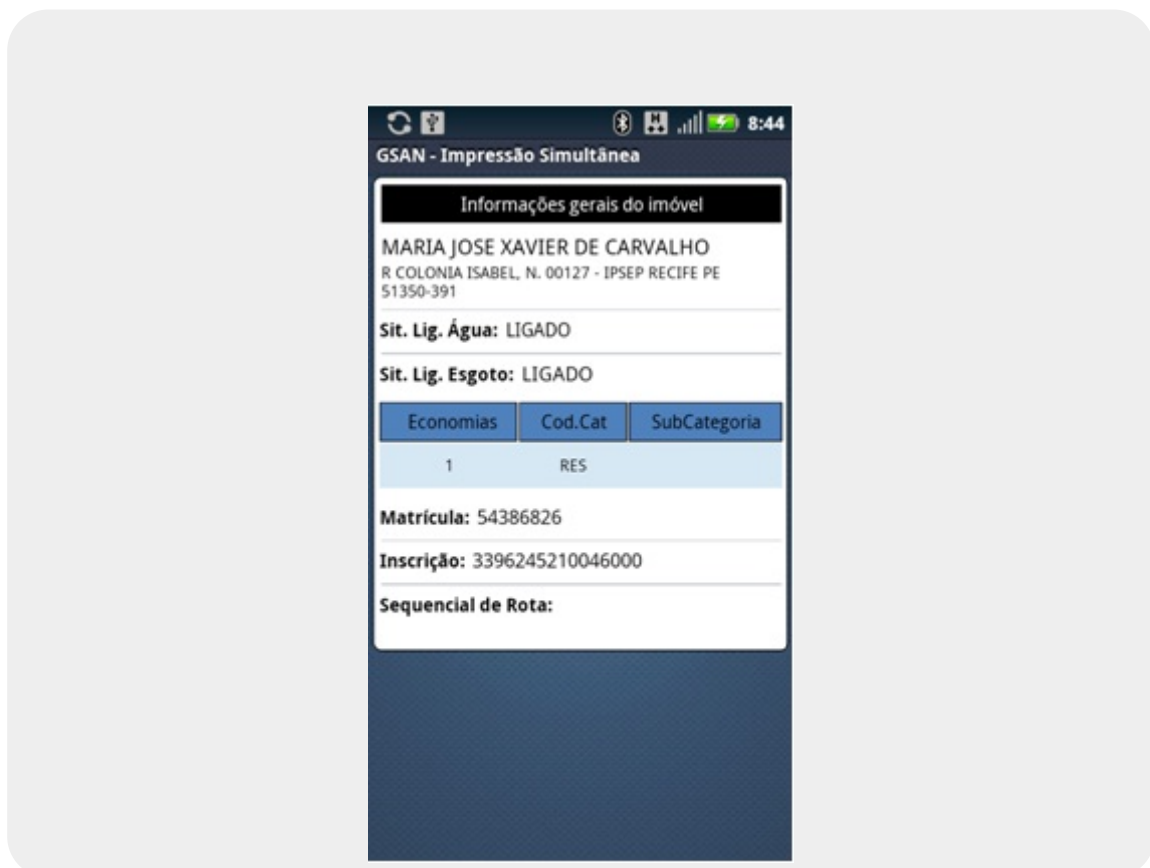 8:44
GSAN - Impressão Simultânea
Informações gerais do imóvel
MARIA JOSE XAVIER DE CARVALHO
R COLONIA ISABEL, N. 00127 - IPSEP RECIFE PE
51350-391
Sit. Lig. Água: LIGADO
Sit. Lig. Esgoto: LIGADO
Economias Cod.Cat SubCategoria
1 RES
Matrícula: 54386826
Inscrição: 3396245210046000
Sequencial de Rota: